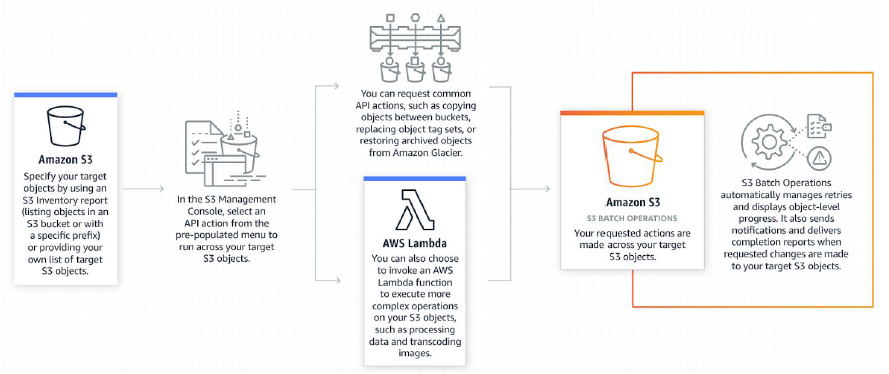 Amazon S3
Specify your target
objects by using an
S3 Inventory report
(listing objects in an
S3 bucket or with
a specific prefix)
or providing your
own list of target
S3 objects.
In the S3 Management
Console, select an
API action from the
pre-populated menu to
run across your target
S3 objects.
You can request common
API actions, such as copying
objects between buckets,
replacing object tag sets, or
restoring archived objects
from Amazon Glacier.
AWS Lambda
You can also choose
to invoke an AWS
Lambda function
to execute more
complex operations
on your S3 objects,
such as processing
data and transcoding
images.
Amazon S3
S3 BATCH OPERATIONS
Your requested actions are
made across your target
S3 objects.
S3 Batch Operations
automatically manages retries
and displays object-level
progress. It also sends
notifications and delivers
completion reports when
requested changes are made
to your target S3 objects.